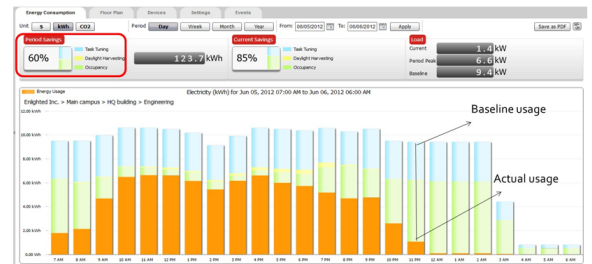 Energy Consumption Floor Plan Devices Settings Events
Unit $ kWh CO2 Period Day Week Month Year From: 06/05/2012 To: 06/06/2012 Apply Save as PDF
Period Savings
60%
Task Tuning
Daylight Harvesting
Occupancy
123.7 kWh
Current Savings
85%
Task Tuning
Daylight Harvesting
Occupancy
Load
Current 1.4 kW
Period Peak 6.6 kW
Baseline 9.4 kW
Energy Usage
Electricity (kWh) for Jun 05, 2012 07:00 AM to Jun 06, 2012 06:00 AM
Enlighted Inc. > Main campus > HQ building > Engineering
Baseline usage
Actual usage
12.00 kWh
10.00 kWh
8.00 kWh
6.00 kWh
4.00 kWh
2.00 kWh
0.00 kWh
7 AM 8 AM 9 AM 10 AM 11 AM 12 PM 1 PM 2 PM 3 PM 4 PM 5 PM 6 PM 7 PM 8 PM 9 PM 10 PM 11 PM 12 AM 1 AM 2 AM 3 AM 4 AM 5 AM 6 AM